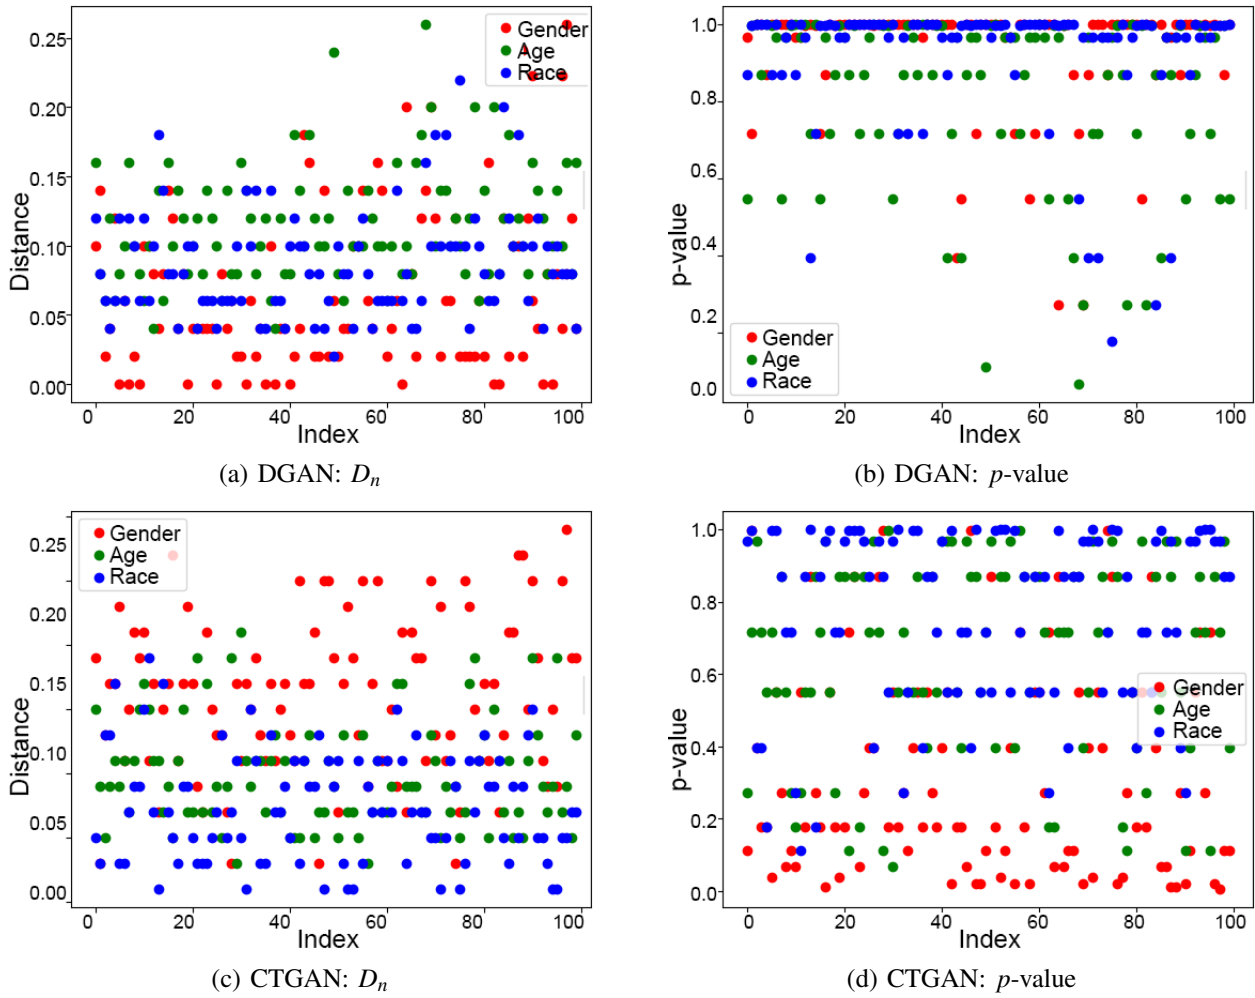 0.25
0.20
0.15
0.10
0.05
0.00
Distance
Gender
Age
Race
0 20 40 60 80 100
Index
(a) DGAN: Dn
1.0
0.8
0.6
0.4
0.2
0.0
p-value
Gender
Age
Race
0 20 40 60 80 100
Index
(b) DGAN: p-value
0.25
0.20
0.15
0.10
0.05
0.00
Distance
Gender
Age
Race
0 20 40 60 80 100
Index
(c) CTGAN: Dn
1.0
0.8
0.6
0.4
0.2
0.0
p-value
Gender
Age
Race
0 20 40 60 80 100
Index
(d) CTGAN: p-value